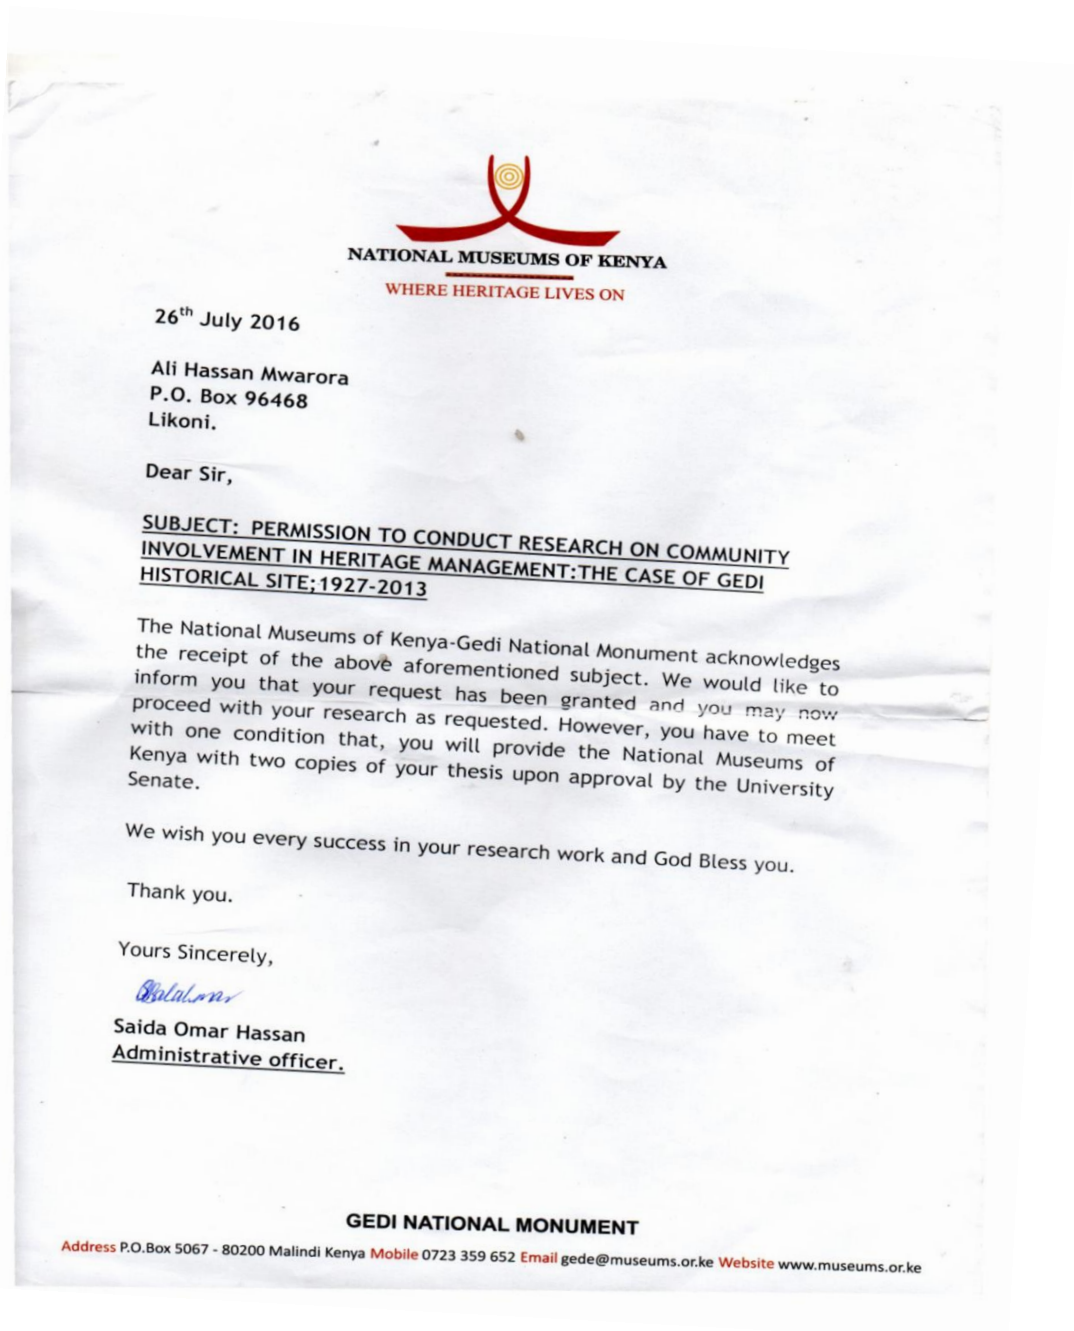 NATIONAL MUSEUMS OF KENYA
WHERE HERITAGE LIVES ON
26th July 2016
Ali Hassan Mwarora
P.O. Box 96468
Likoni.
Dear Sir,
SUBJECT: PERMISSION TO CONDUCT RESEARCH ON COMMUNITY
INVOLVEMENT IN HERITAGE MANAGEMENT:THE CASE OF GEDI
HISTORICAL SITE;1927-2013
The National Museums of Kenya-Gedi National Monument acknowledges
the receipt of the above aforementioned subject. We would like to
inform you that your request has been granted and you may now
proceed with your research as requested. However, you have to meet
with one condition that, you will provide the National Museums of
Kenya with two copies of your thesis upon approval by the University
Senate.
We wish you every success in your research work and God Bless you.
Thank you.
Yours Sincerely,
Saida Omar Hassan
Administrative officer.
GEDI NATIONAL MONUMENT
Address P.O.Box 5067 - 80200 Malindi Kenya Mobile 0723 359 652 Email gede@museums.or.ke Website www.museums.or.ke